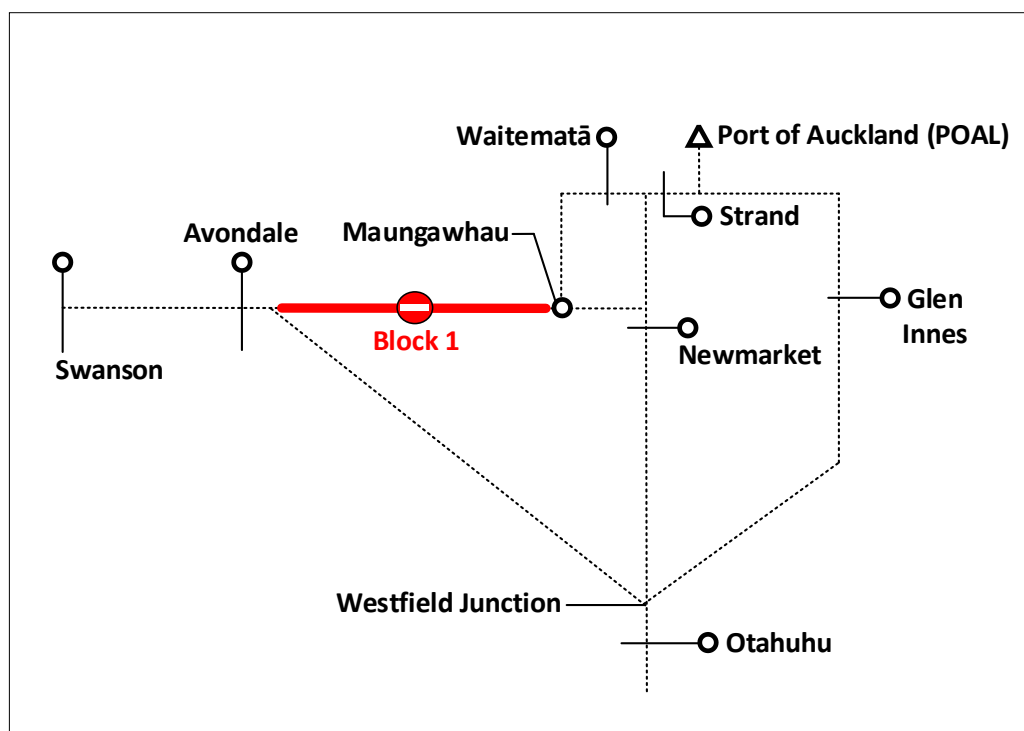 Waitematā
Port of Auckland (POAL)
Strand
Avondale
Maungawhau
Glen
Innes
Block 1
Newmarket
Swanson
Westfield Junction
Otahuhu